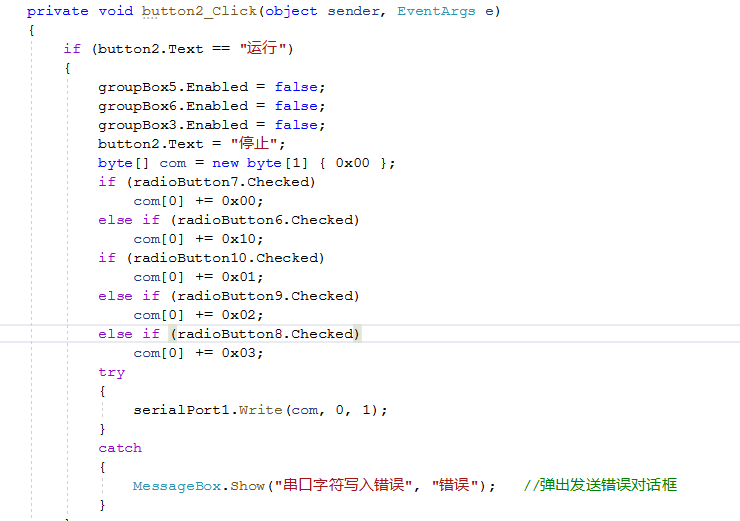 private void button2_Click(object sender, EventArgs e)
{
if (button2.Text == "运行")
{
groupBox5.Enabled = false;
groupBox6.Enabled = false;
groupBox3.Enabled = false;
button2.Text = "停止";
byte[] com = new byte[1] { 0x00 };
if (radioButton7.Checked)
com[0] += 0x00;
else if (radioButton6.Checked)
com[0] += 0x10;
if (radioButton10.Checked)
com[0] += 0x01;
else if (radioButton9.Checked)
com[0] += 0x02;
else if (radioButton8.Checked)
com[0] += 0x03;
try
{
serialPort1.Write(com, 0, 1);
}
catch
{
MessageBox.Show("串口字符写入错误", "错误"); //弹出发送错误对话框
}